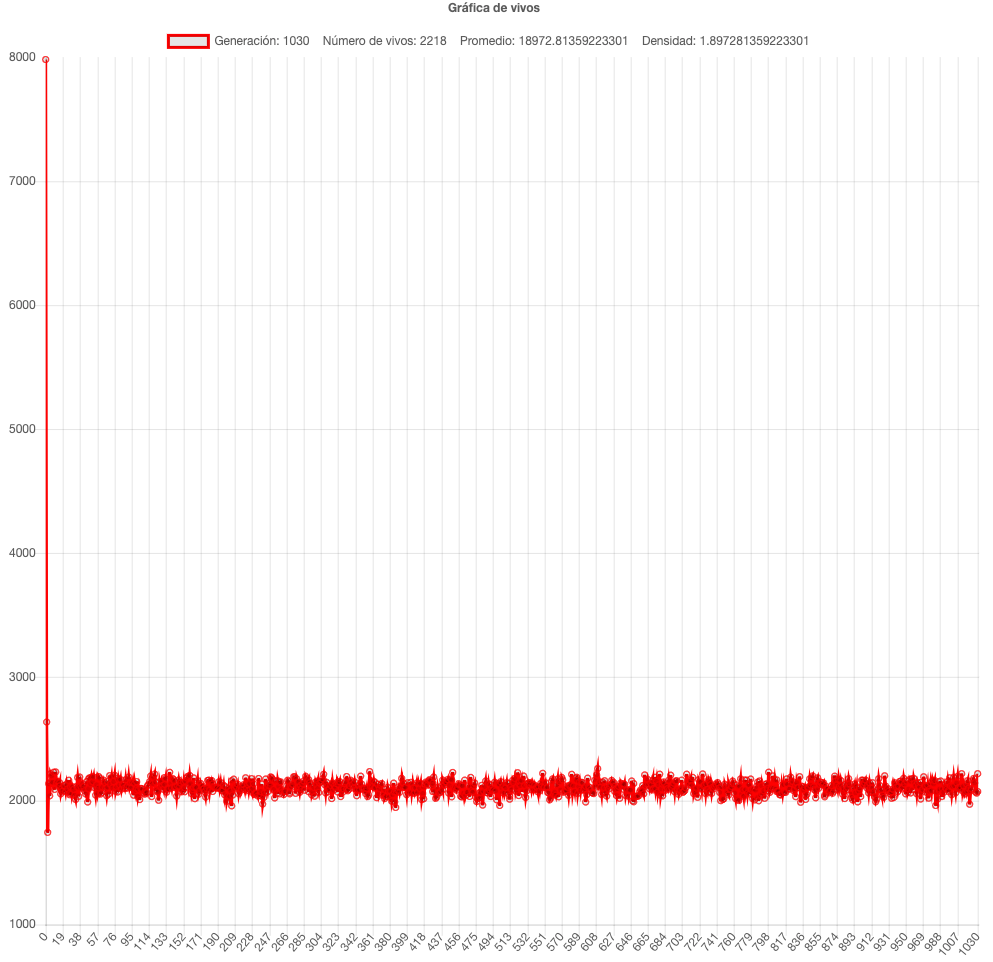 Gráfica de vivos
Generación: 1030 Número de vivos: 2218 Promedio: 18972.81359223301 Densidad: 1.897281359223301
8000
7000
6000
5000
4000
3000
2000
1000
0 19 38 57 76 95 114 133 152 171 190 209 228 247 266 285 304 323 342 361 380 399 418 437 456 475 494 513 532 551 570 589 608 627 646 665 684 703 722 741 760 779 798 817 836 855 874 893 912 931 950 969 988 1007 1030